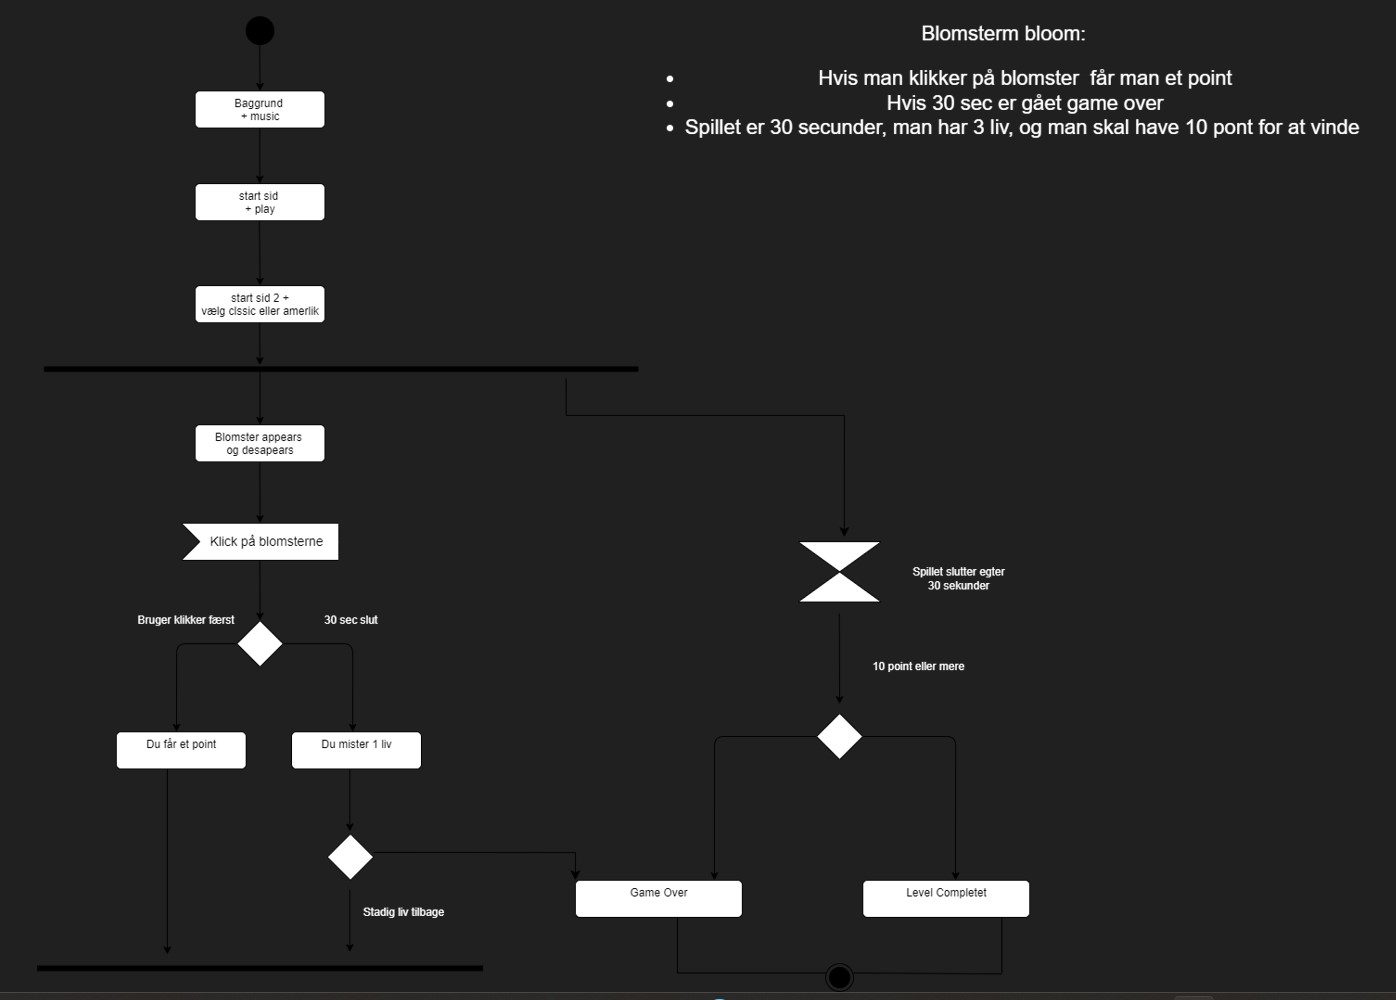 Blomsterm bloom:
Hvis man klikker på blomster  får man et point
Hvis 30 sec er gået game over
Spillet er 30 secunder, man har 3 liv, og man skal have 10 pont for at vinde
Baggrund
+ music
start sid
+ play
start sid 2 +
vælg clssic eller amerlik
Blomster appears
og desapears
Klick på blomsterne
Bruger klikker færst
30 sec slut
Du får et point
Du mister 1 liv
Stadig liv tilbage
Spillet slutter egter
30 sekunder
10 point eller mere
Game Over
Level Completet